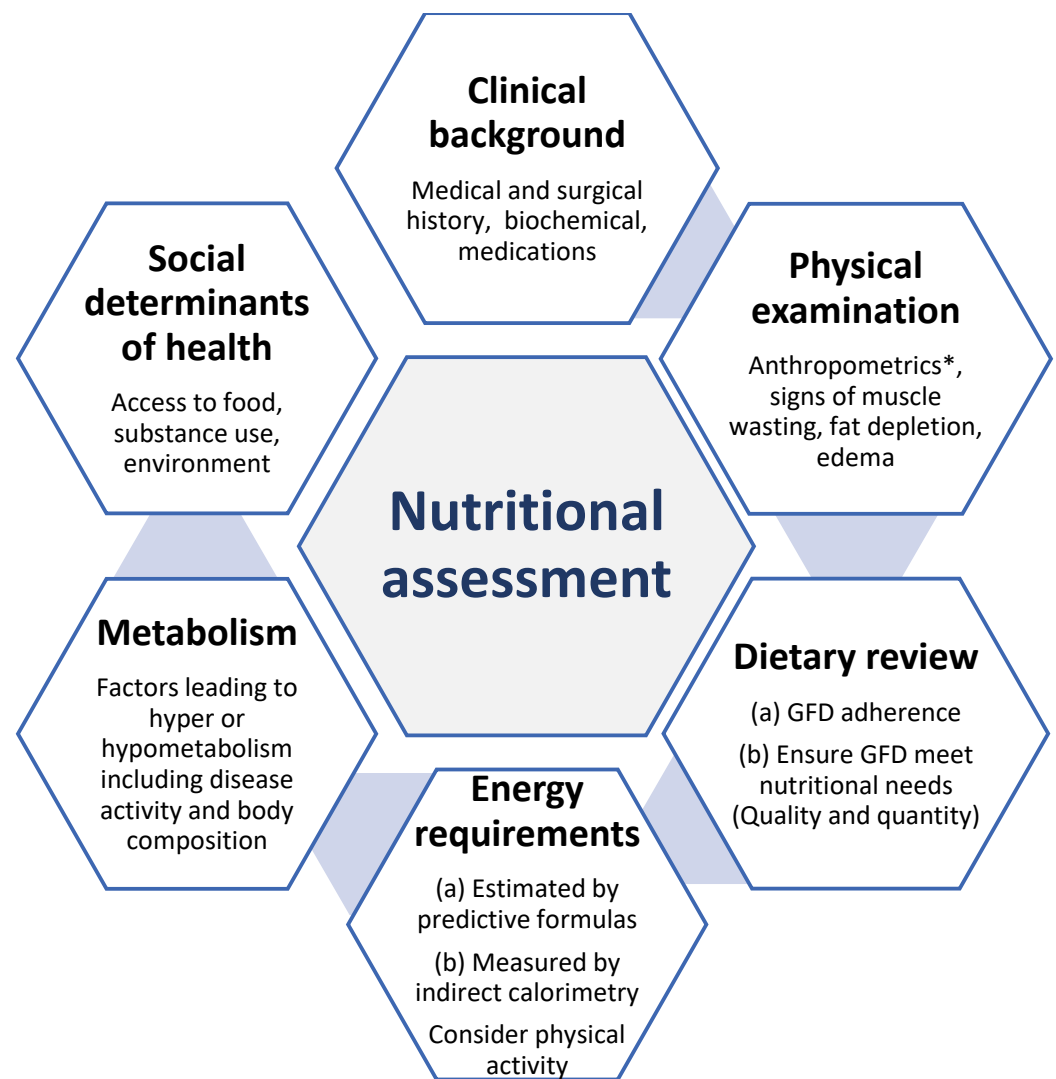 Clinical
background
Medical and surgical
history, biochemical,
medications
Physical
examination
Anthropometrics*,
signs of muscle
wasting, fat depletion,
edema
Dietary review
(a) GFD adherence
(b) Ensure GFD meet
nutritional needs
(Quality and quantity)
Energy
requirements
(a) Estimated by
predictive formulas
(b) Measured by
indirect calorimetry
Consider physical
activity
Metabolism
Factors leading to
hyper or
hypometabolism
including disease
activity and body
composition
Social
determinants
of health
Access to food,
substance use,
environment
Nutritional
assessment